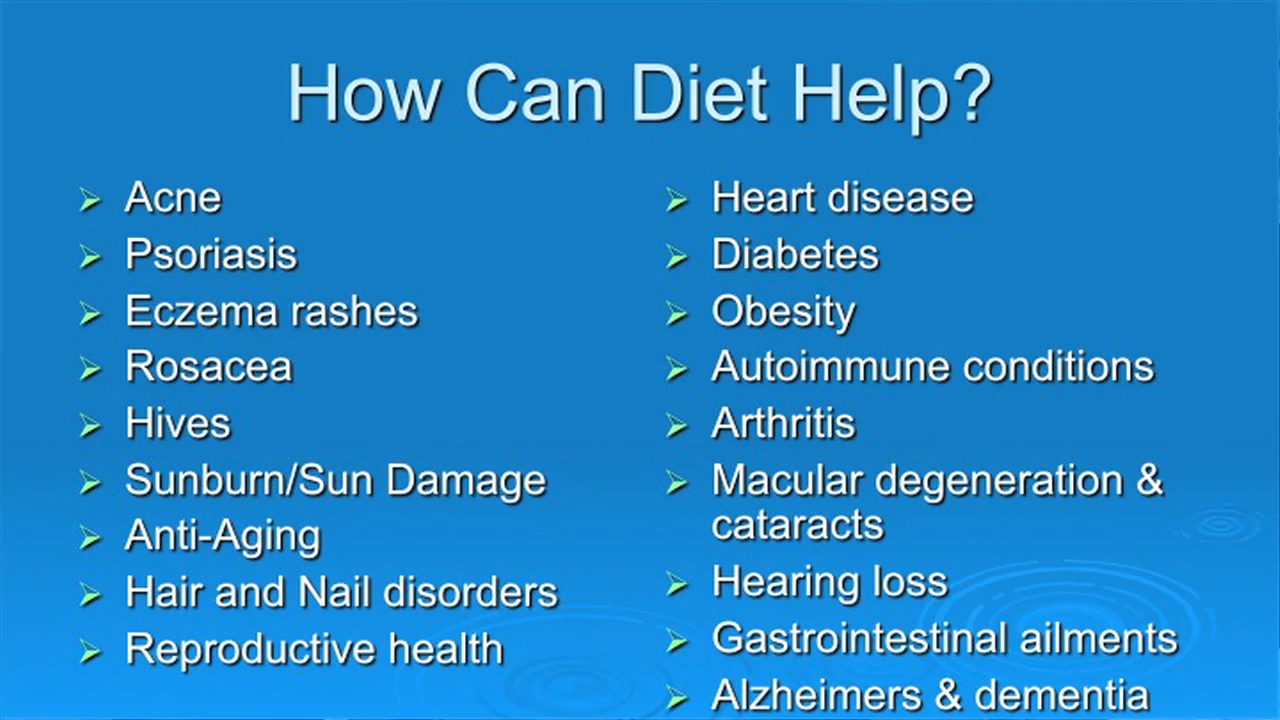 How Can Diet Help?
Acne
Psoriasis
Eczema rashes
Rosacea
Hives
Sunburn/Sun Damage
Anti-Aging
Hair and Nail disorders
Reproductive health
Heart disease
Diabetes
Obesity
Autoimmune conditions
Arthritis
Macular degeneration &
cataracts
Hearing loss
Gastrointestinal ailments
Alzheimers & dementia